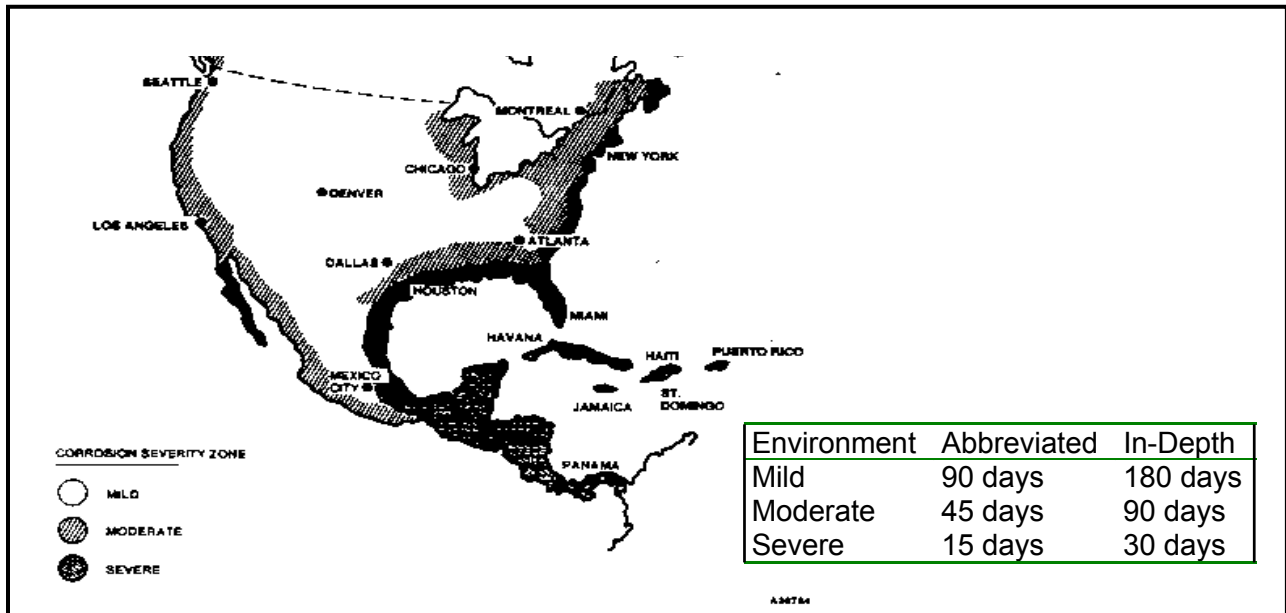 SEATTLE
MONTREAL
NEW YORK
CHICAGO
DENVER
LOS ANGELES
ATLANTA
DALLAS
HOUSTON
MIAMI
HAVANA
HAITI
PUERTO RICO
MEXICO
CITY
JAMAICA
ST.
DOMINGO
PANAMA
CORROSION SEVERITY ZONE
MILD
MODERATE
SEVERE
Environment Abbreviated In-Depth
Mild 90 days 180 days
Moderate 45 days 90 days
Severe 15 days 30 days